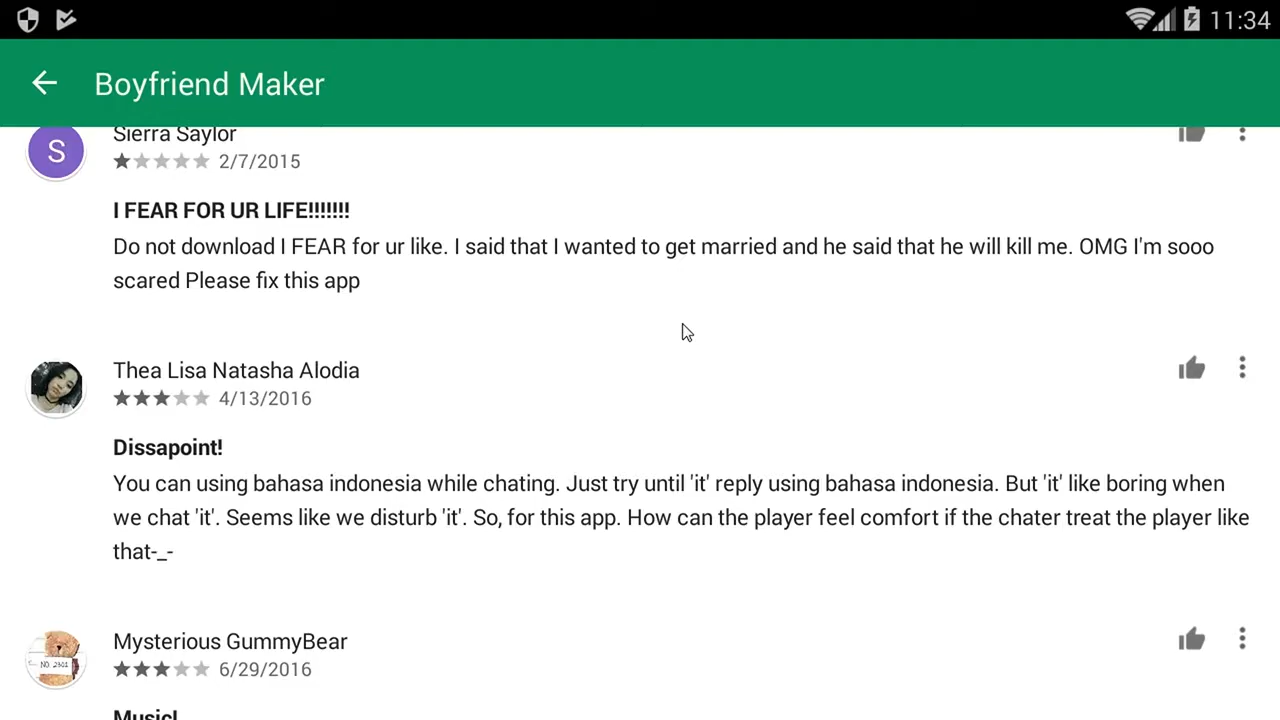 11:34
Boyfriend Maker
S
Sierra Saylor
2/7/2015
I FEAR FOR UR LIFE!!!!!!!
Do not download I FEAR for ur like. I said that I wanted to get married and he said that he will kill me. OMG I'm sooo
scared Please fix this app
Thea Lisa Natasha Alodia
4/13/2016
Dissapoint!
You can using bahasa indonesia while chating. Just try until 'it' reply using bahasa indonesia. But 'it' like boring when
we chat 'it'. Seems like we disturb 'it'. So, for this app. How can the player feel comfort if the chater treat the player like
that-_-
Mysterious GummyBear
NO. 2301
6/29/2016
Music!